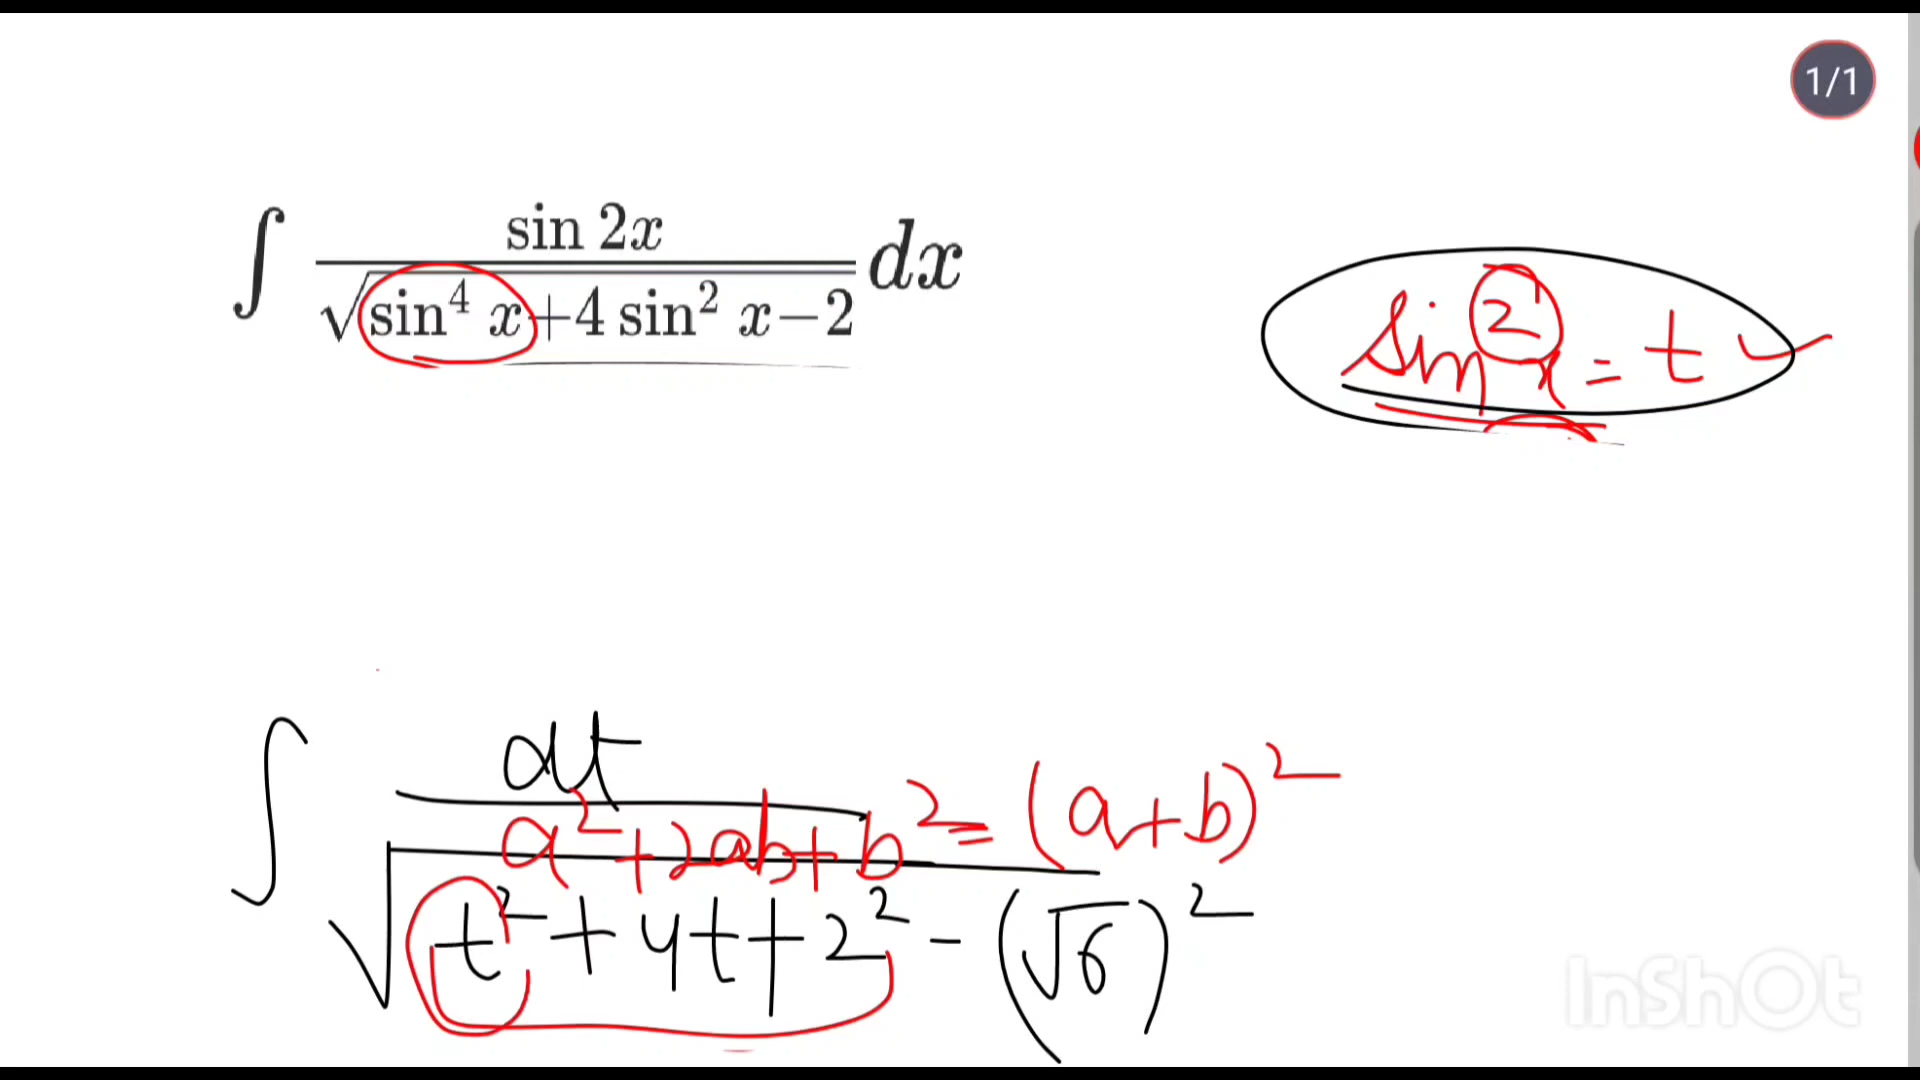 1/1
∫ sin 2x / √(sin⁴ x+4 sin² x−2) dx
sin² x = t
∫ dt
a² + 2ab + b² = (a+b)²
√(t² + 4t + 2² − (√6)²)
InShOt